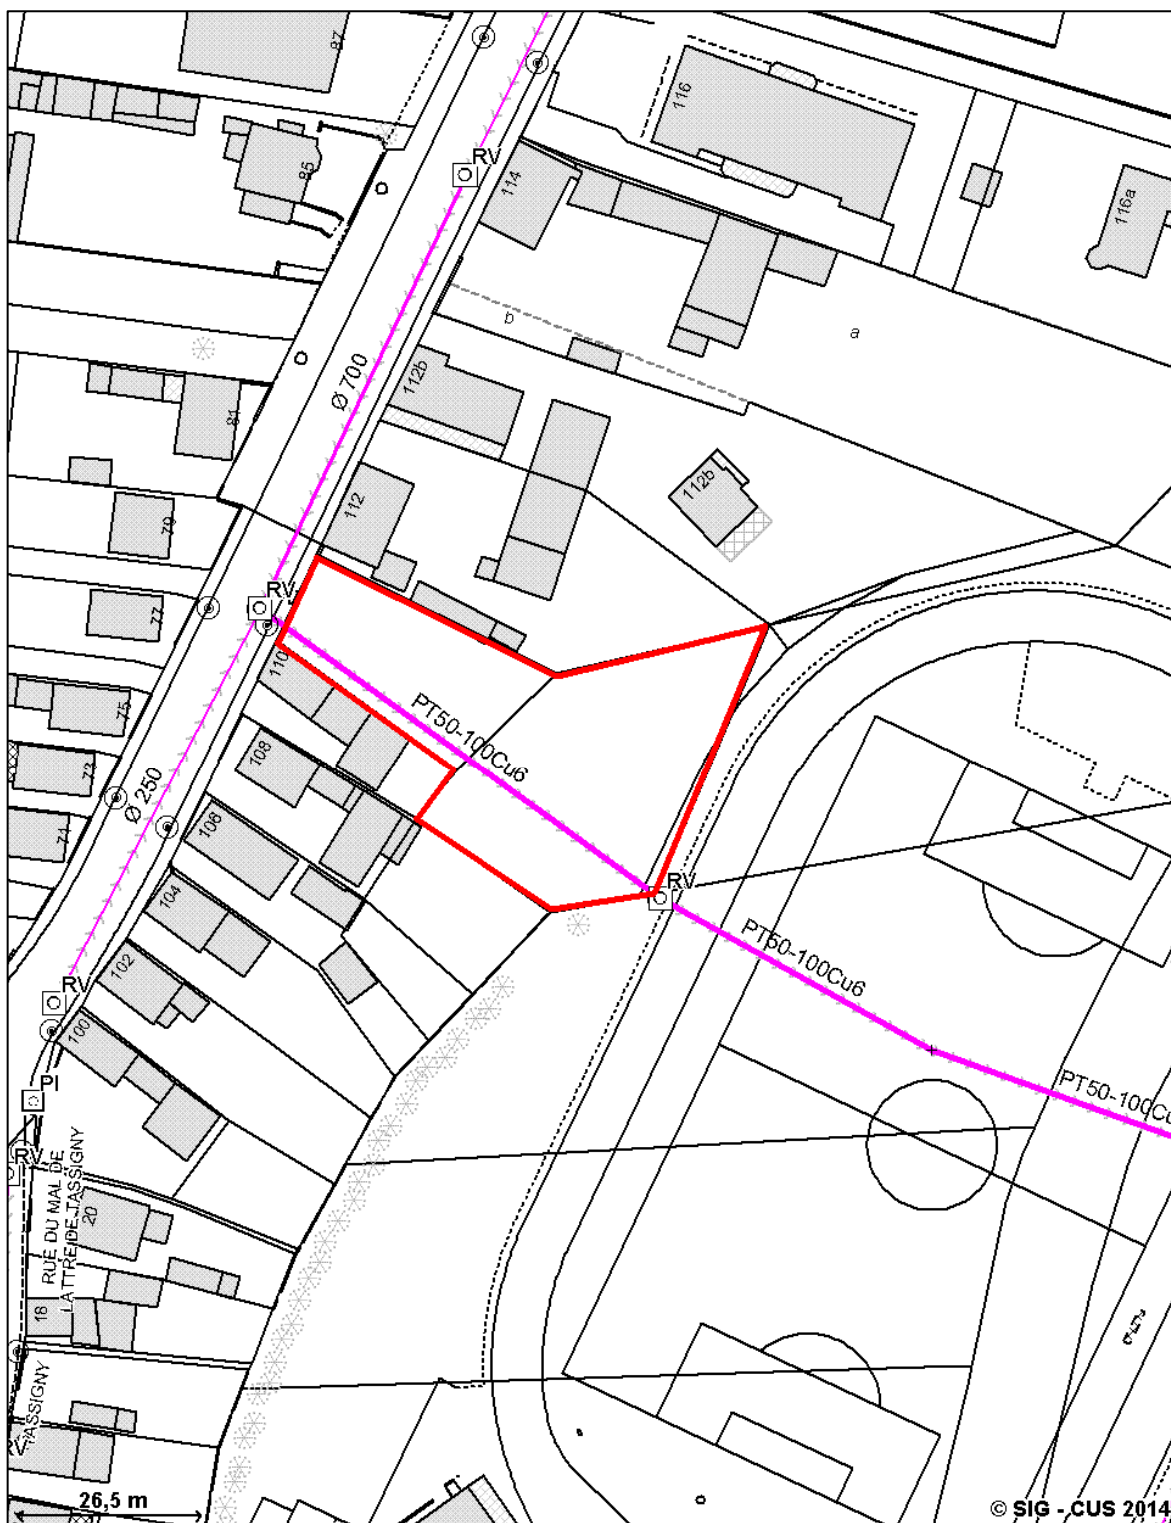 87
116
RV
85
114
116a
b
a
Ø 700
112b
81
112b
112
79
RV
77
110
PT50-100Cu6
75
108
73
Ø 250
106
71
RV
104
PT50-100Cu6
102
RV
100
PT50-100Cu
PI
RV
RUE DU MAL DE
LATTRE DE TASSIGNY
20
18
TASSIGNY
V
26,5 m
© SIG - CUS 2014